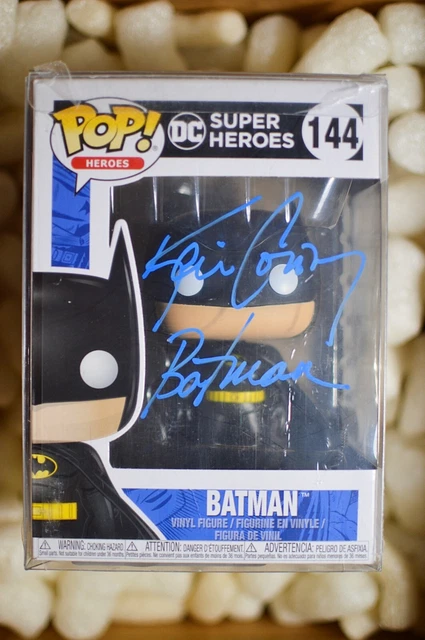 POP!
HEROES
DC
SUPER
HEROES
144
Kevin Conroy
Batman
BATMAN™
VINYL FIGURE / FIGURINE EN VINYLE /
FIGURA DE VINIL
WARNING: CHOKING HAZARD
ATTENTION: DANGER D'ÉTOUFFEMENT.
ADVERTENCIA: PELIGRO DE ASFIXIA.